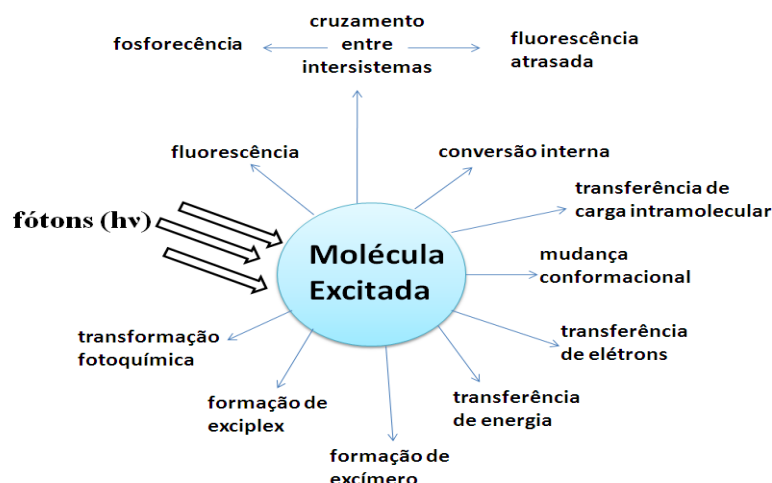 fosforecência
cruzamento
entre
intersistemas
fluorescência
atrasada
fluorescência
conversão interna
fótons (hν)
transferência de
carga intramolecular
Molécula
Excitada
mudança
conformacional
transformação
fotoquímica
transferência
de elétrons
formação de
exciplex
transferência
de energia
formação de
excímero